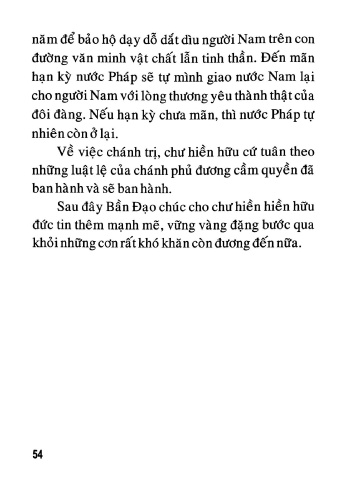 năm để bảo hộ dạy dỗ dắt dìu người Nam trên con
đường văn minh vật chất lẫn tinh thần. Đến mãn
hạn kỳ nước Pháp sẽ tự mình giao nước Nam lại
cho người Nam với lòng thương yêu thành thật của
đôi đàng. Nếu hạn kỳ chưa mãn, thì nước Pháp tự
nhiên còn ở lại.
Về việc chánh trị, chư hiền hữu cứ tuân theo
những luật lệ của chánh phủ đương cầm quyền đã
ban hành và sẽ ban hành.
Sau đây Bần Đạo chúc cho chư hiền hiền hữu
đức tin thêm mạnh mẽ, vững vàng đặng bước qua
khỏi những cơn rất khó khăn còn đương đến nữa.
54